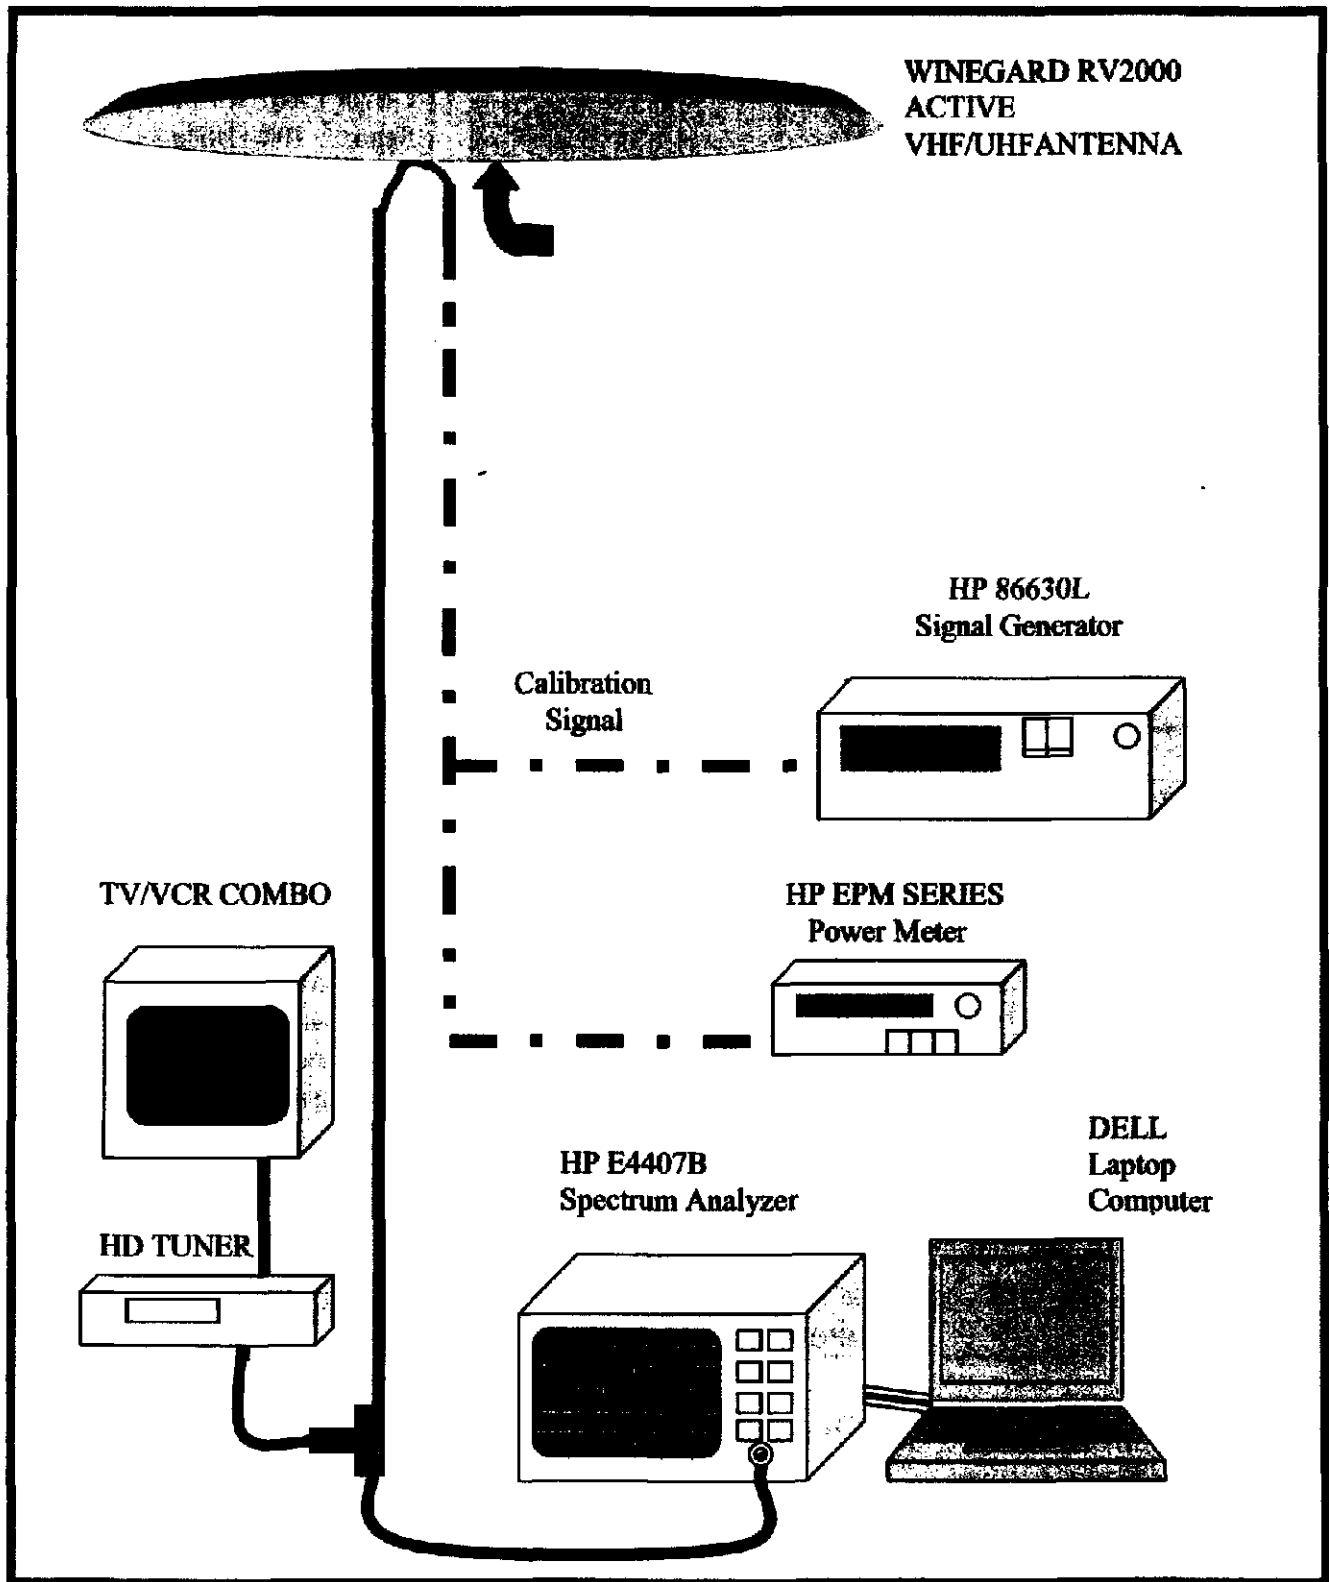 WINEGARD RV2000
ACTIVE
VHF/UHFANTENNA
HP 86630L
Signal Generator
Calibration
Signal
TV/VCR COMBO
HP EPM SERIES
Power Meter
DELL
Laptop
Computer
HP E4407B
Spectrum Analyzer
HD TUNER